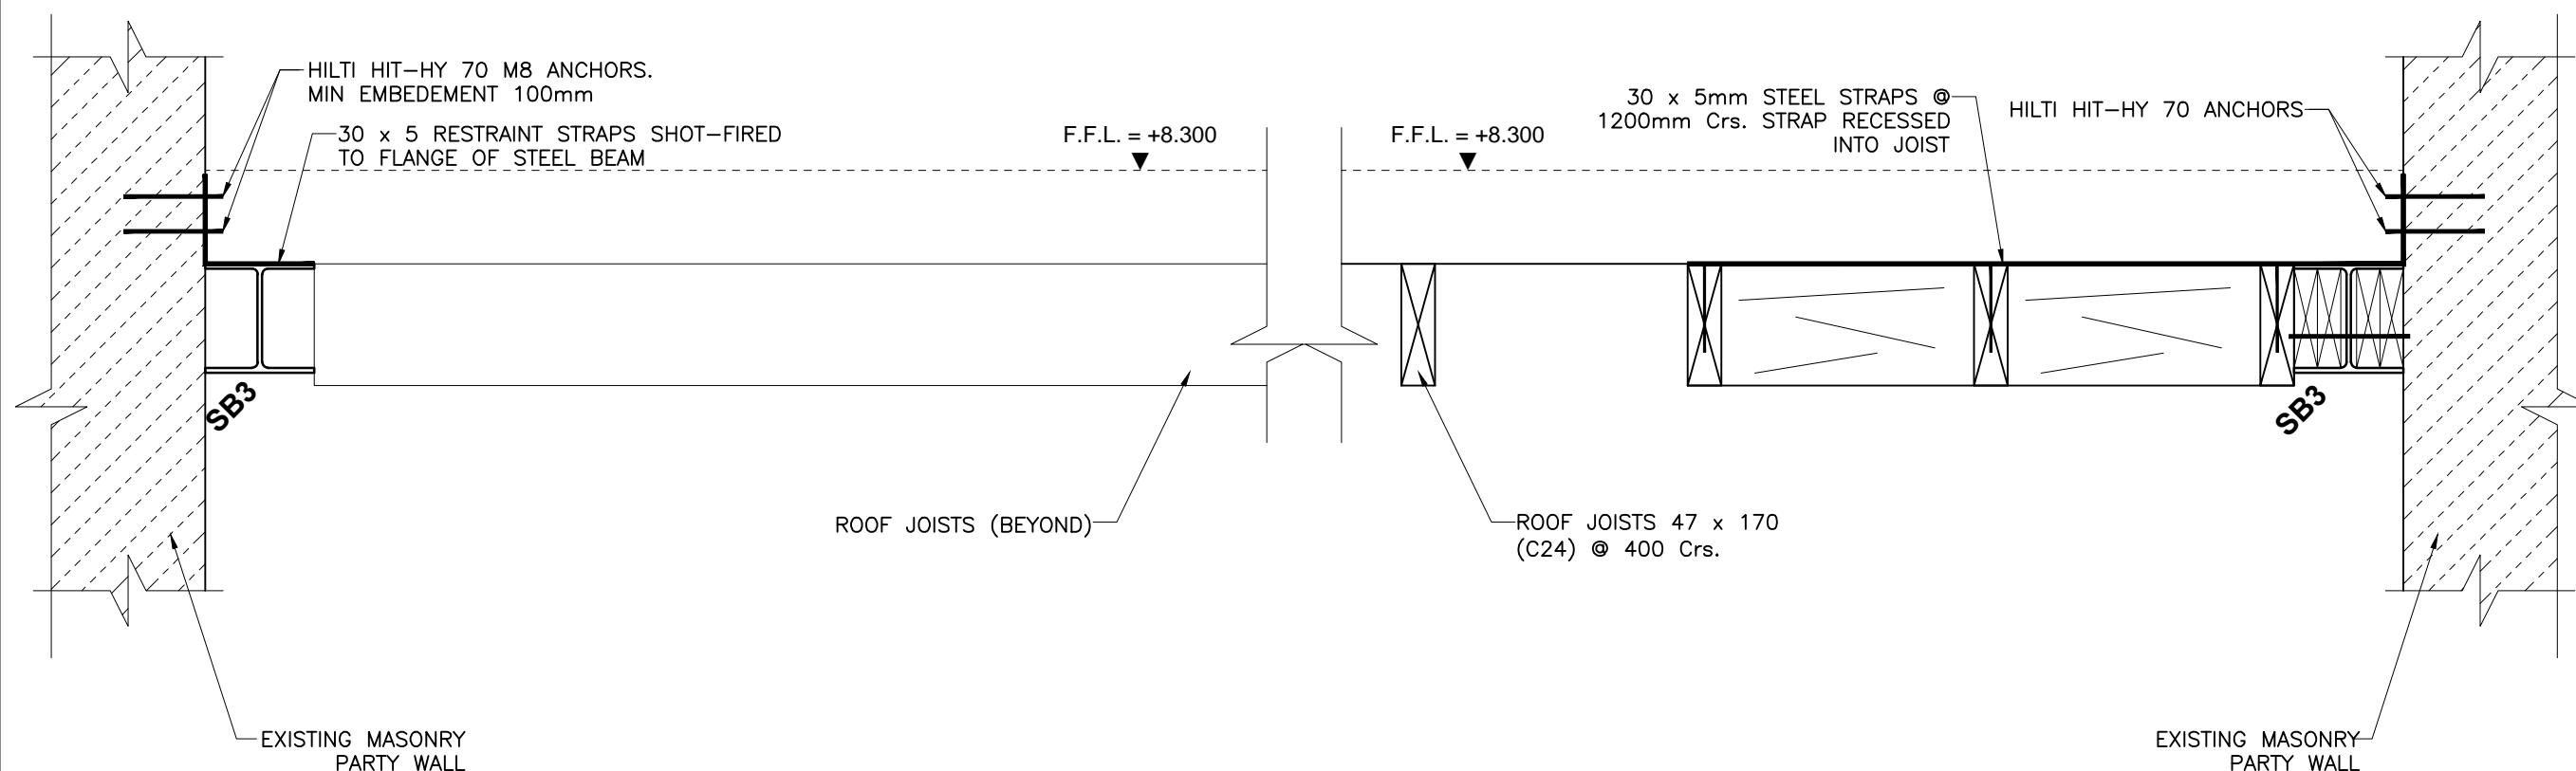 HILTI HIT-HY 70 M8 ANCHORS.
MIN EMBEDEMENT 100mm
30 x 5 RESTRAINT STRAPS SHOT-FIRED
TO FLANGE OF STEEL BEAM
F.F.L. = +8.300
F.F.L. = +8.300
30 x 5mm STEEL STRAPS @
1200mm Crs. STRAP RECESSED
INTO JOIST
HILTI HIT-HY 70 ANCHORS
SB3
SB3
ROOF JOISTS (BEYOND)
ROOF JOISTS 47 x 170
(C24) @ 400 Crs.
EXISTING MASONRY
PARTY WALL
EXISTING MASONRY
PARTY WALL